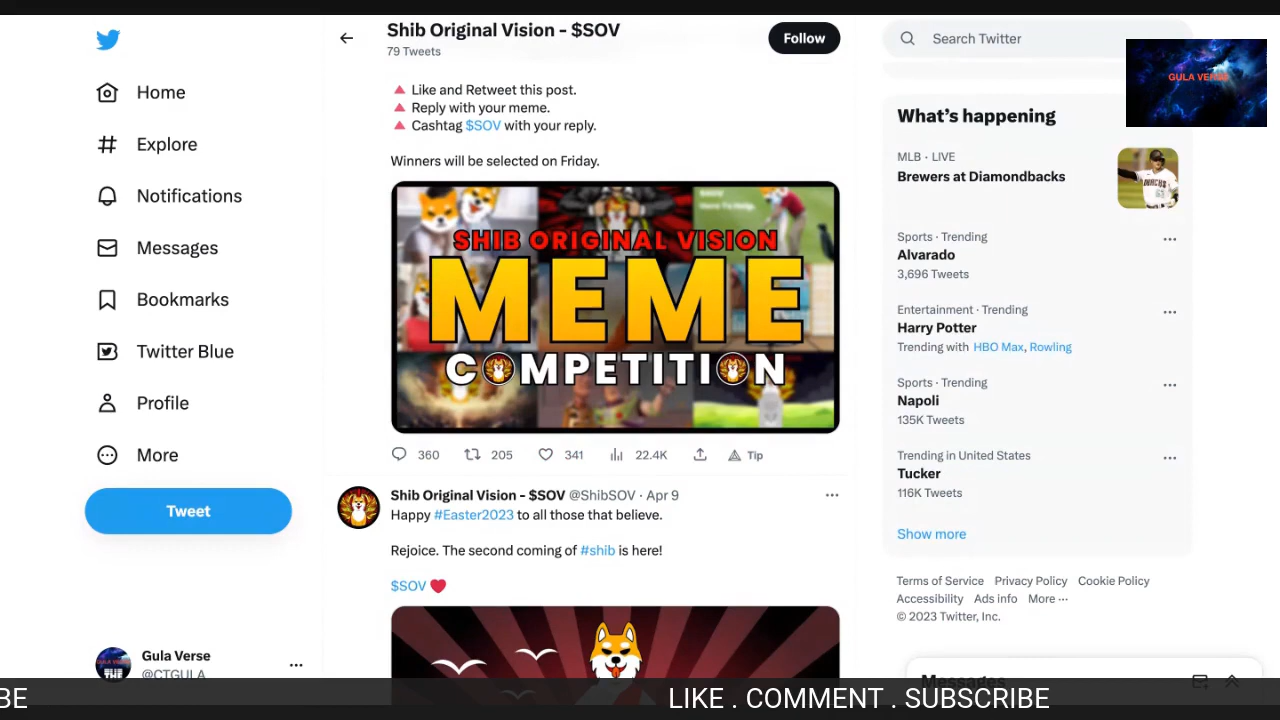 Shib Original Vision - $SOV
79 Tweets
Follow
Search Twitter
GULA VERSE
Home
Explore
Notifications
Messages
Bookmarks
Twitter Blue
Profile
More
Tweet
Gula Verse
@CTGULA
Like and Retweet this post.
Reply with your meme.
Cashtag $SOV with your reply.
Winners will be selected on Friday.
SHIB ORIGINAL VISION
MEME
COMPETITION
360 205 341 22.4K Tip
Shib Original Vision - $SOV @ShibSOV · Apr 9
Happy #Easter2023 to all those that believe.
Rejoice. The second coming of #shib is here!
$SOV
What's happening
MLB · LIVE
Brewers at Diamondbacks
Sports · Trending
Alvarado
3,696 Tweets
Entertainment · Trending
Harry Potter
Trending with HBO Max, Rowling
Sports · Trending
Napoli
135K Tweets
Trending in United States
Tucker
116K Tweets
Show more
Terms of Service Privacy Policy Cookie Policy
Accessibility Ads info More ···
© 2023 Twitter, Inc.
Messages
BE LIKE . COMMENT . SUBSCRIBE